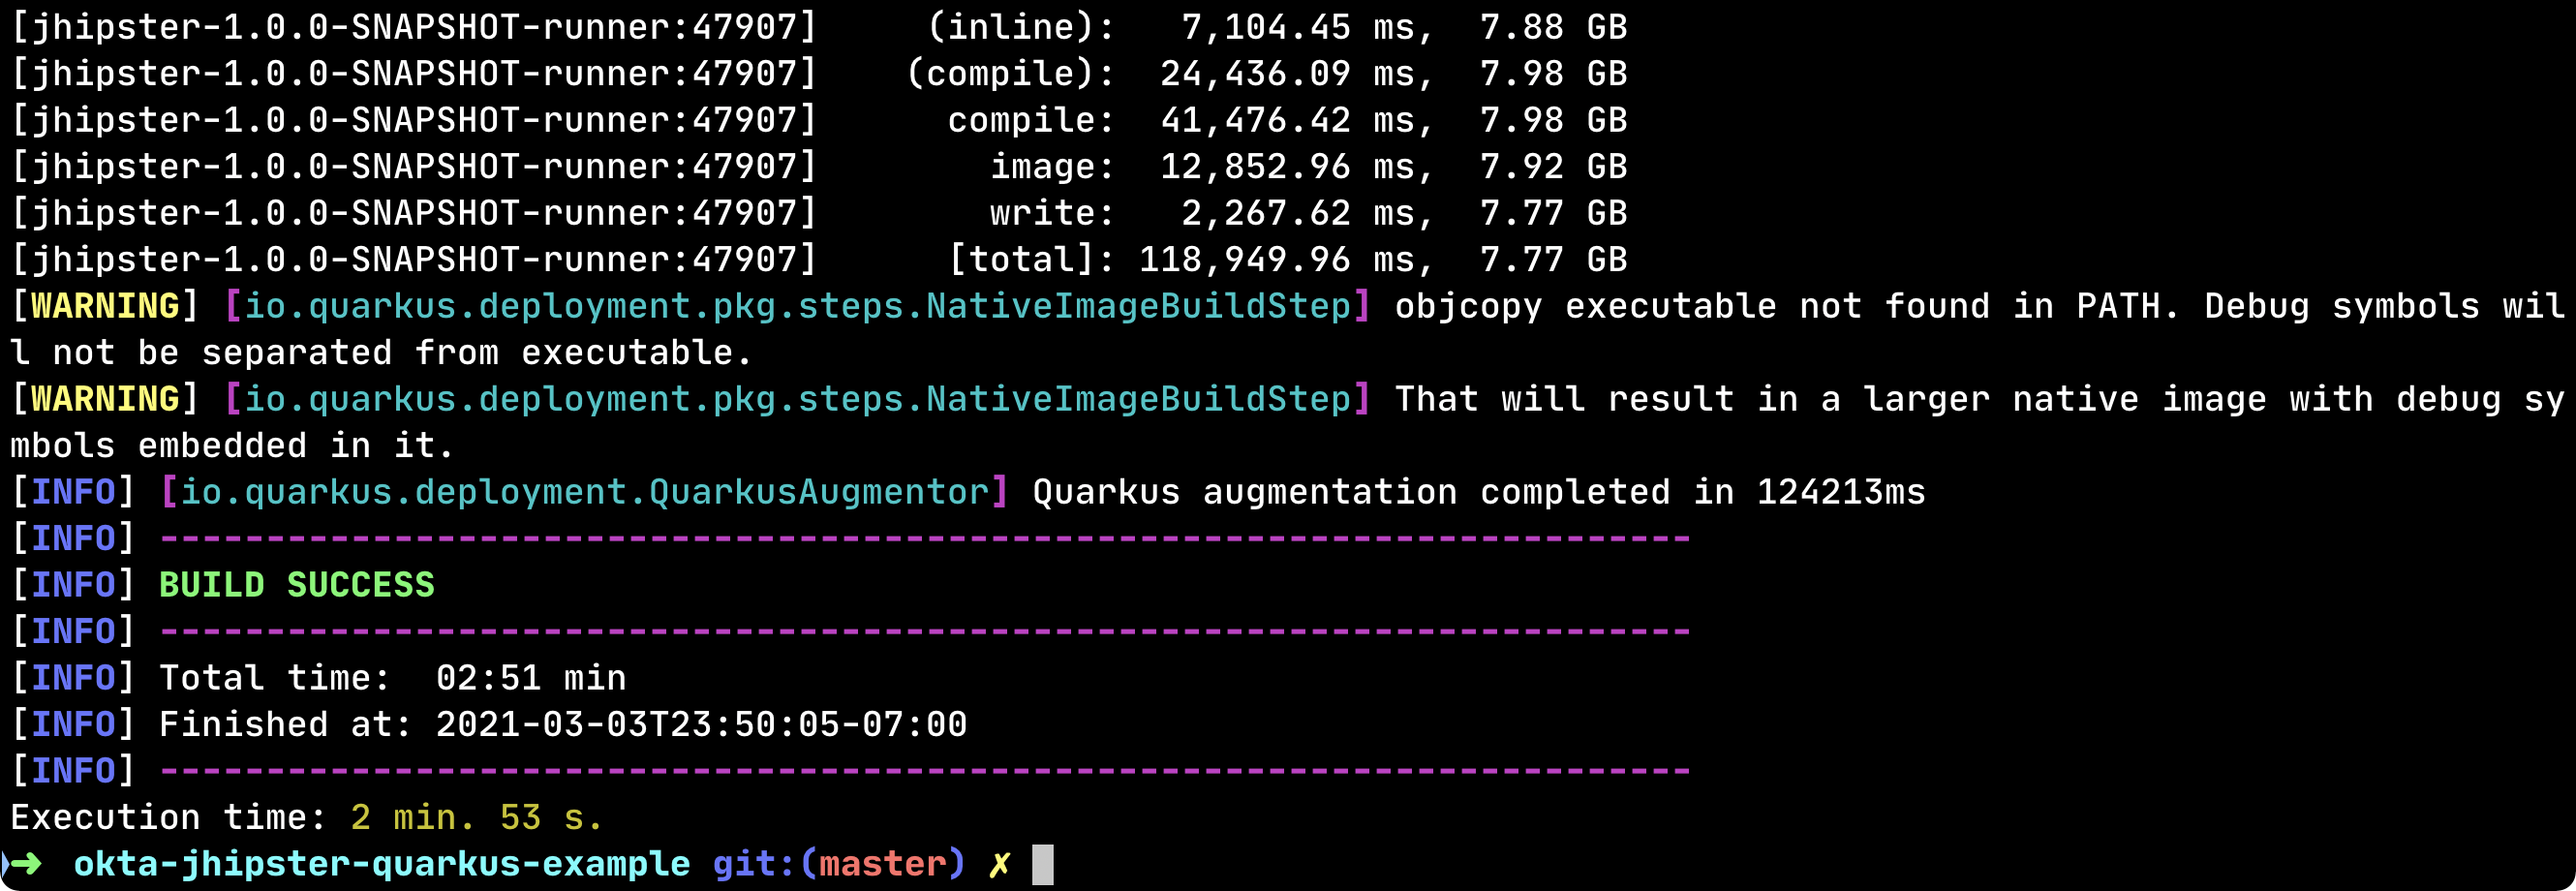 [jhipster-1.0.0-SNAPSHOT-runner:47907]     (inline):   7,104.45 ms,  7.88 GB
[jhipster-1.0.0-SNAPSHOT-runner:47907]    (compile):  24,436.09 ms,  7.98 GB
[jhipster-1.0.0-SNAPSHOT-runner:47907]      compile:  41,476.42 ms,  7.98 GB
[jhipster-1.0.0-SNAPSHOT-runner:47907]        image:  12,852.96 ms,  7.92 GB
[jhipster-1.0.0-SNAPSHOT-runner:47907]        write:   2,267.62 ms,  7.77 GB
[jhipster-1.0.0-SNAPSHOT-runner:47907]      [total]: 118,949.96 ms,  7.77 GB
[WARNING] [io.quarkus.deployment.pkg.steps.NativeImageBuildStep] objcopy executable not found in PATH. Debug symbols wil
l not be separated from executable.
[WARNING] [io.quarkus.deployment.pkg.steps.NativeImageBuildStep] That will result in a larger native image with debug sy
mbols embedded in it.
[INFO] [io.quarkus.deployment.QuarkusAugmentor] Quarkus augmentation completed in 124213ms
[INFO] ------------------------------------------------------------------------
[INFO] BUILD SUCCESS
[INFO] ------------------------------------------------------------------------
[INFO] Total time:  02:51 min
[INFO] Finished at: 2021-03-03T23:50:05-07:00
[INFO] ------------------------------------------------------------------------
Execution time: 2 min. 53 s.
➜  okta-jhipster-quarkus-example git:(master) ✗